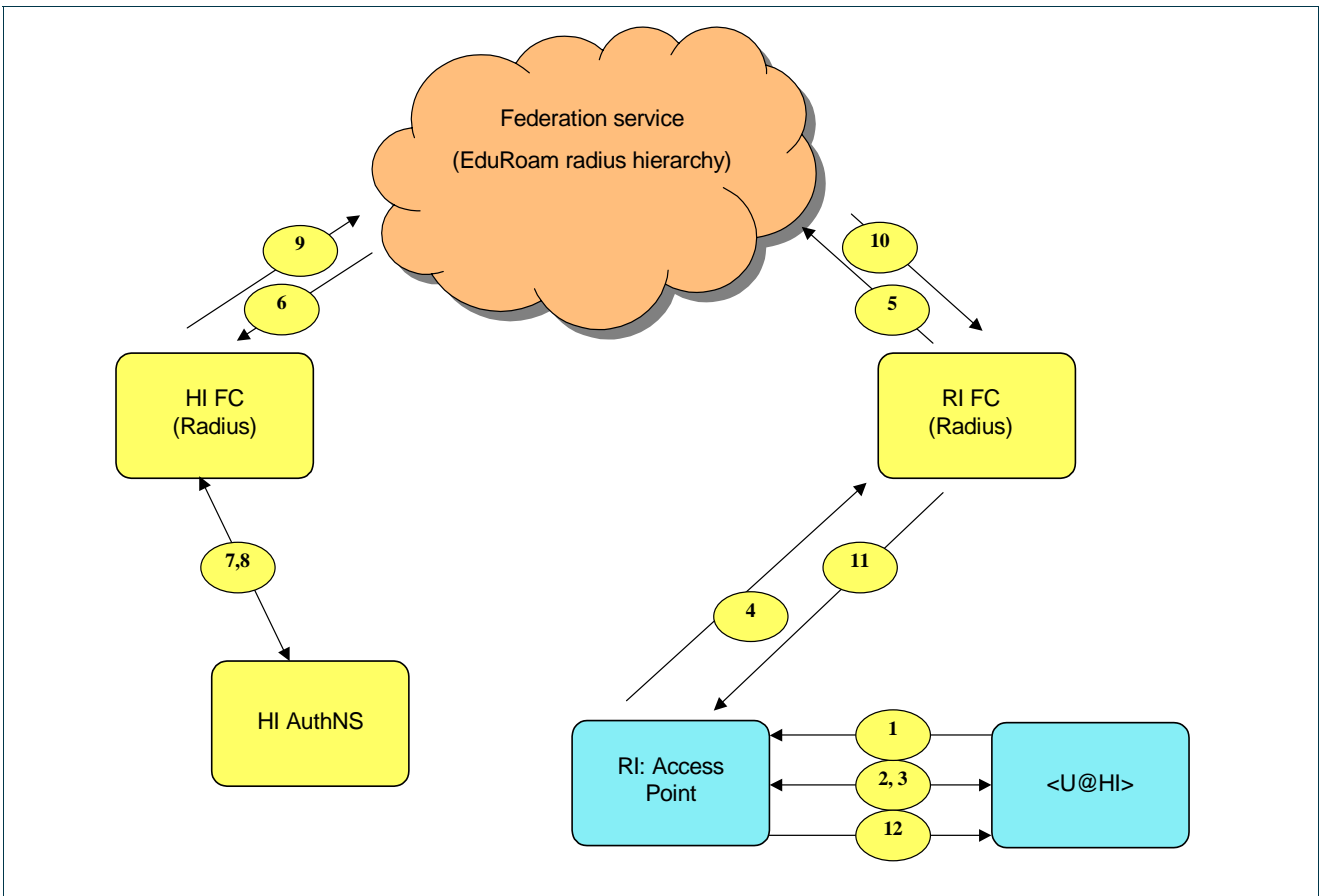 Federation service
(EduRoam radius hierarchy)
9
10
6
5
HI FC
(Radius)
RI FC
(Radius)
7,8
11
4
HI AuthNS
1
RI: Access
Point
2, 3
<U@HI>
12